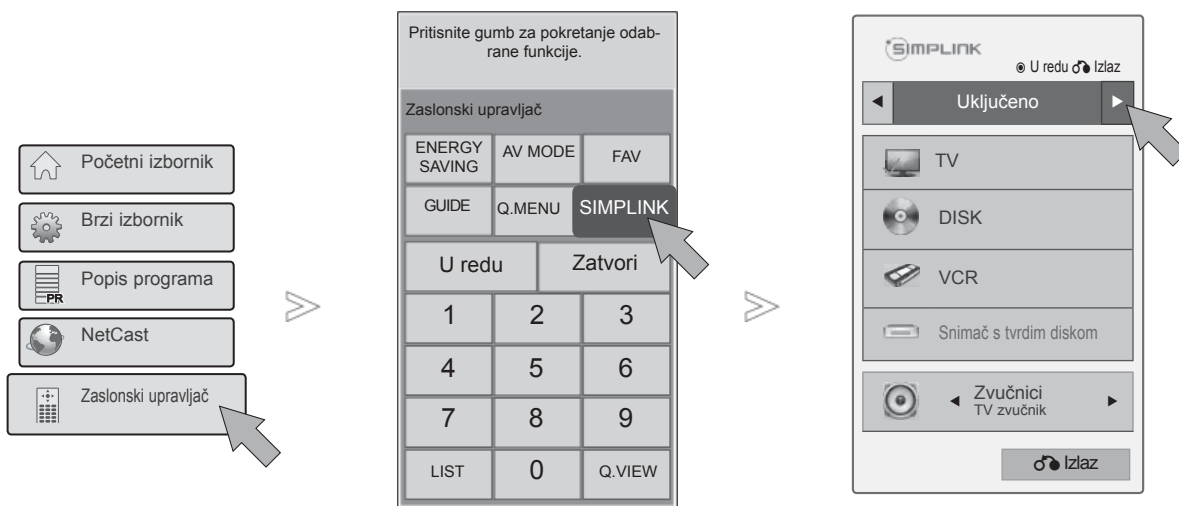 Početni izbornik
Brzi izbornik
PR
Popis programa
NetCast
Zaslonski upravljač
Pritisnite gumb za pokretanje odab-
rane funkcije.
Zaslonski upravljač
ENERGY
SAVING
AV MODE
FAV
GUIDE
Q.MENU
SIMPLINK
U redu
Zatvori
1 2 3
4 5 6
7 8 9
LIST 0 Q.VIEW
SIMPLINK
U redu Izlaz
Uključeno
TV
DISK
VCR
Snimač s tvrdim diskom
Zvučnici
TV zvučnik
Izlaz